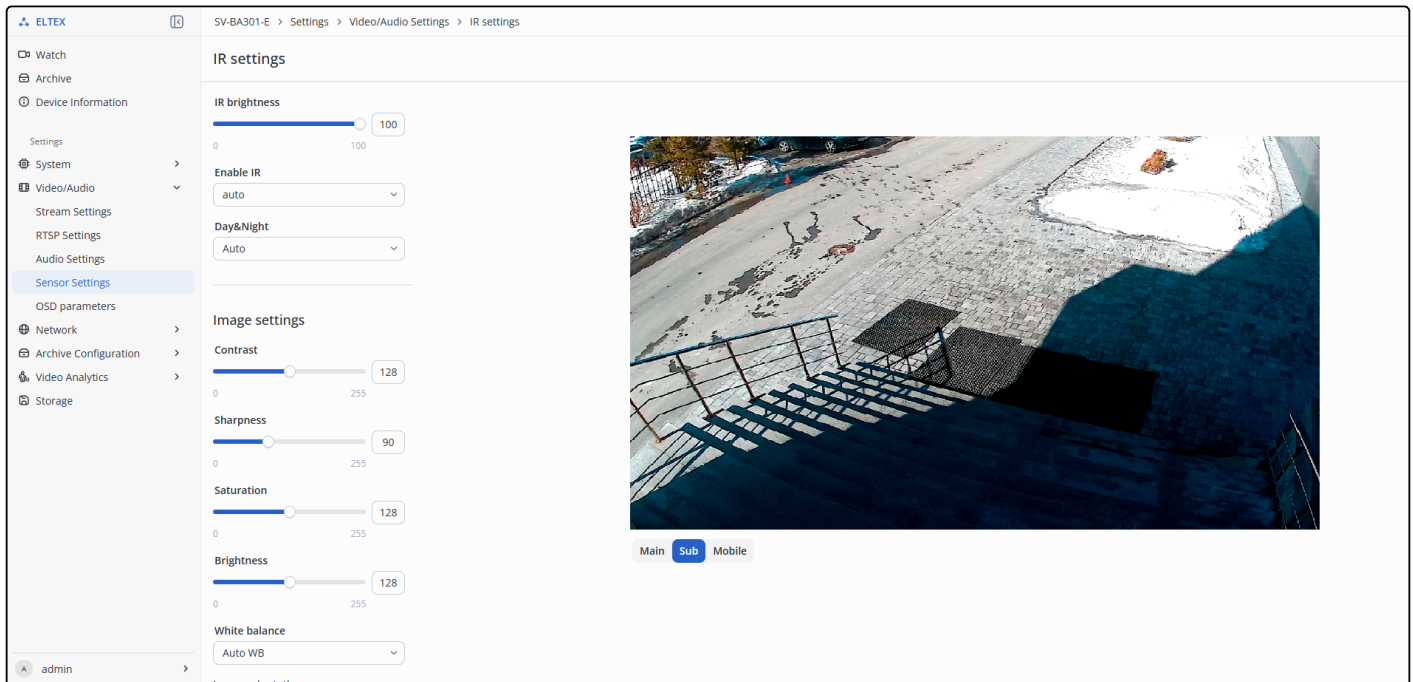 ELTEX
SV-BA301-E > Settings > Video/Audio Settings > IR settings
Watch
Archive
Device Information
Settings
System
Video/Audio
Stream Settings
RTSP Settings
Audio Settings
Sensor Settings
OSD parameters
Network
Archive Configuration
Video Analytics
Storage
A admin
IR settings
IR brightness
100
0 100
Enable IR
auto
Day&Night
Auto
Image settings
Contrast
128
0 255
Sharpness
90
0 255
Saturation
128
0 255
Brightness
128
0 255
White balance
Auto WB
Main Sub Mobile